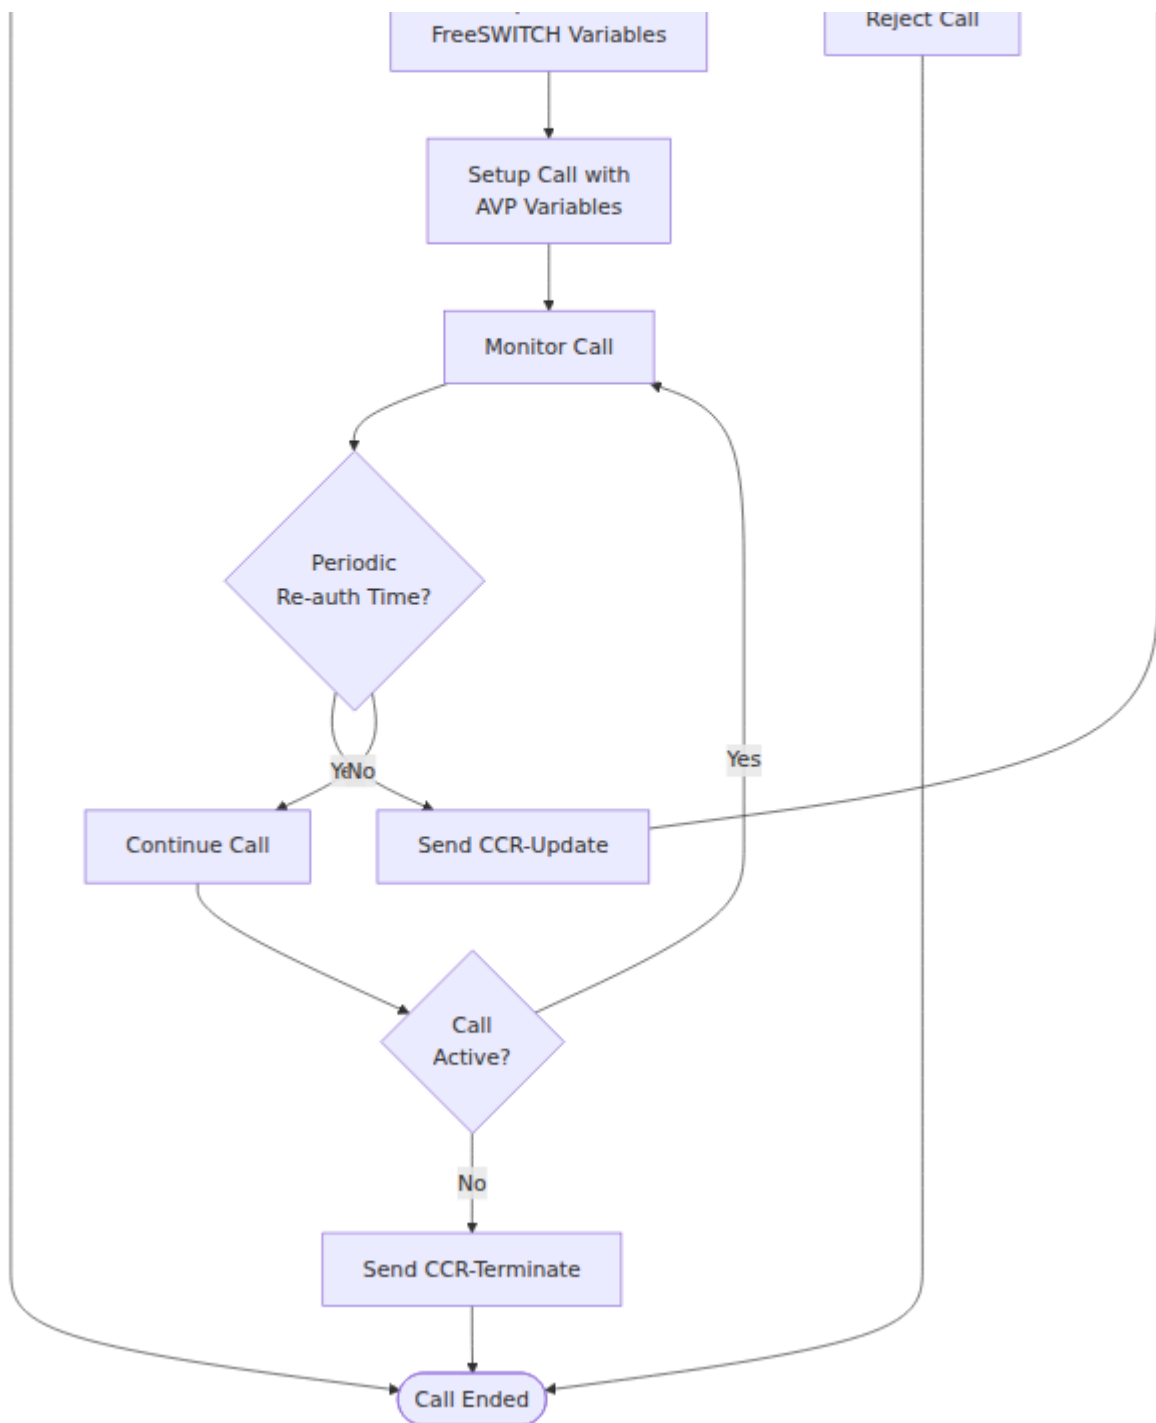 FreeSWITCH Variables
Reject Call
Setup Call with
AVP Variables
Monitor Call
Periodic
Re-auth Time?
Yes
No
Yes
Continue Call
Send CCR-Update
Call
Active?
No
Send CCR-Terminate
Call Ended